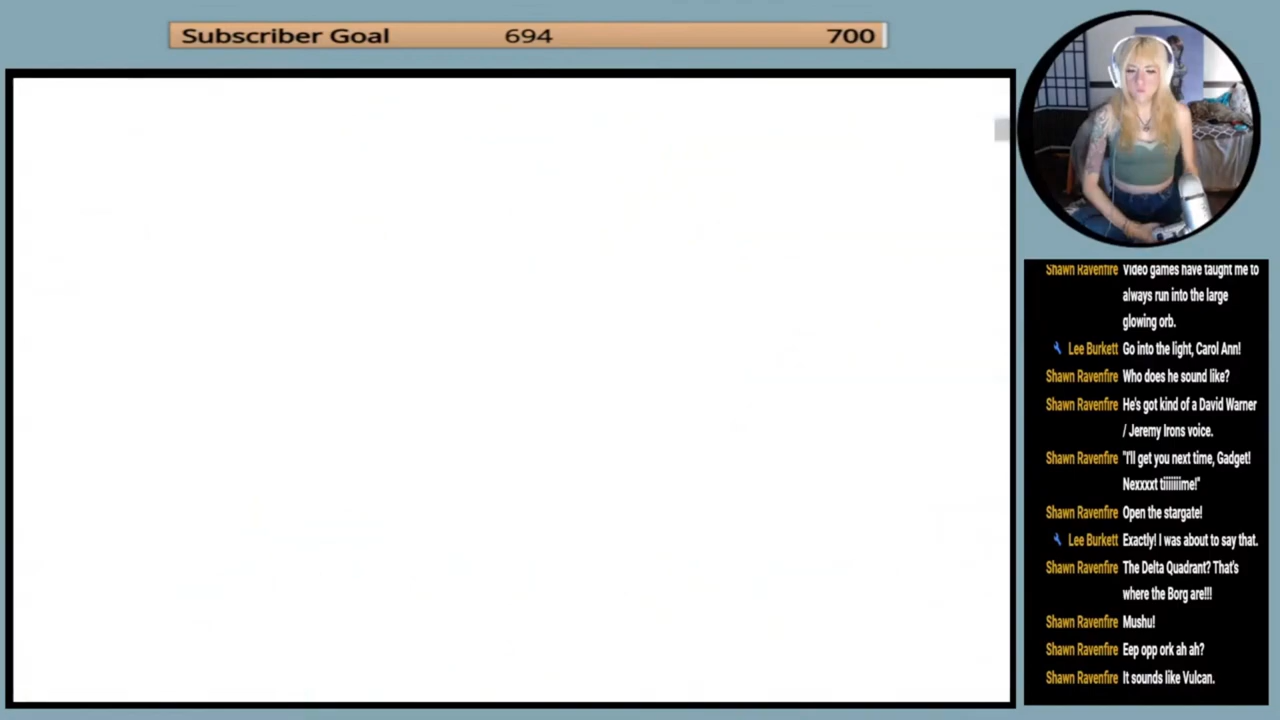 Subscriber Goal 694 700
Shawn Ravenfire Video games have taught me to
always run into the large
glowing orb.
Lee Burkett Go into the light, Carol Ann!
Shawn Ravenfire Who does he sound like?
Shawn Ravenfire He's got kind of a David Warner
/ Jeremy Irons voice.
Shawn Ravenfire "I'll get you next time, Gadget!
Nexxxxt tiiiiiiime!"
Shawn Ravenfire Open the stargate!
Lee Burkett Exactly! I was about to say that.
Shawn Ravenfire The Delta Quadrant? That's
where the Borg are!!!
Shawn Ravenfire Mushu!
Shawn Ravenfire Eep opp ork ah ah?
Shawn Ravenfire It sounds like Vulcan.